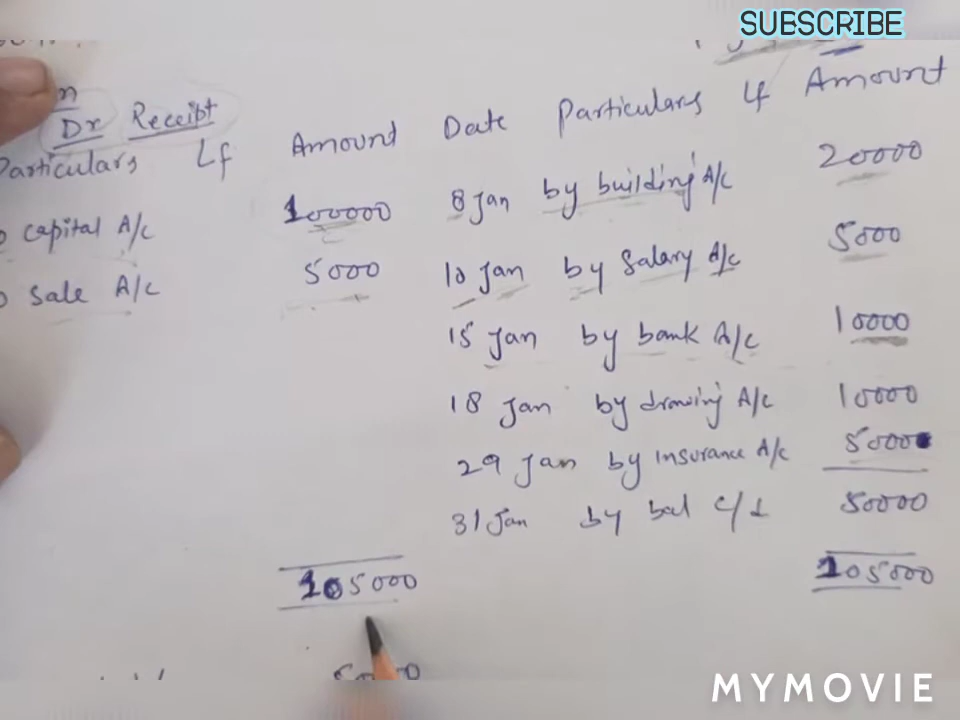 SUBSCRIBE
Dr Receipt
Particulars Lf Amount Date Particulars Lf Amount
capital A/c 100000 8 Jan by building A/c 20000
Sale A/c 5000 10 Jan by Salary A/c 5000
15 Jan by bank A/c 10000
18 Jan by drawing A/c 10000
29 Jan by insurance A/c
31 Jan by bal c/d 50000
105000 105000
MYMOVIE